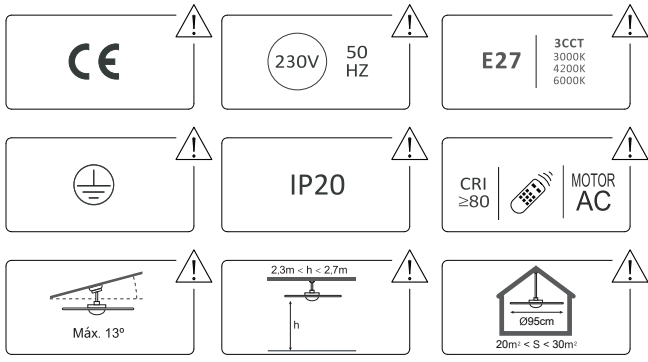 CE
230V
50
HZ
E27
3CCT
3000K
4200K
6000K
IP20
CRI
≥80
MOTOR
AC
Máx. 13º
2,3m < h < 2,7m
h
Ø95cm
20m² < S < 30m²